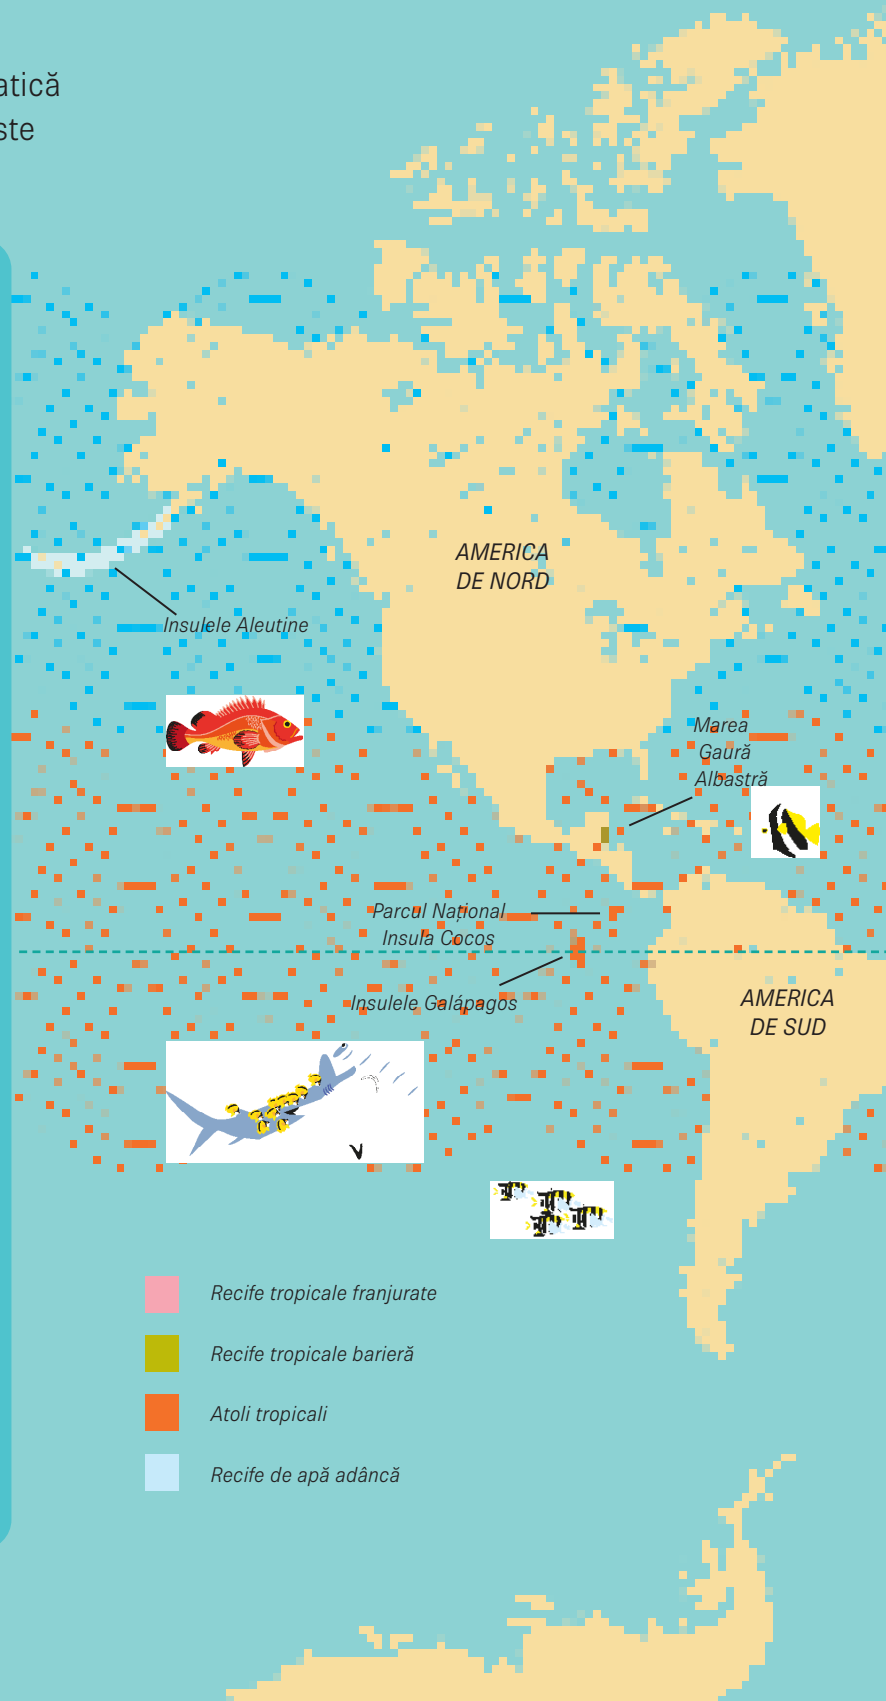 atică
ste
AMERICA
DE NORD
Insulele Aleutine
Marea
Gaură
Albastră
Parcul Național
Insula Cocos
Insulele Galápagos
AMERICA
DE SUD
Recife tropicale franjurate
Recife tropicale barieră
Atoli tropicali
Recife de apă adâncă